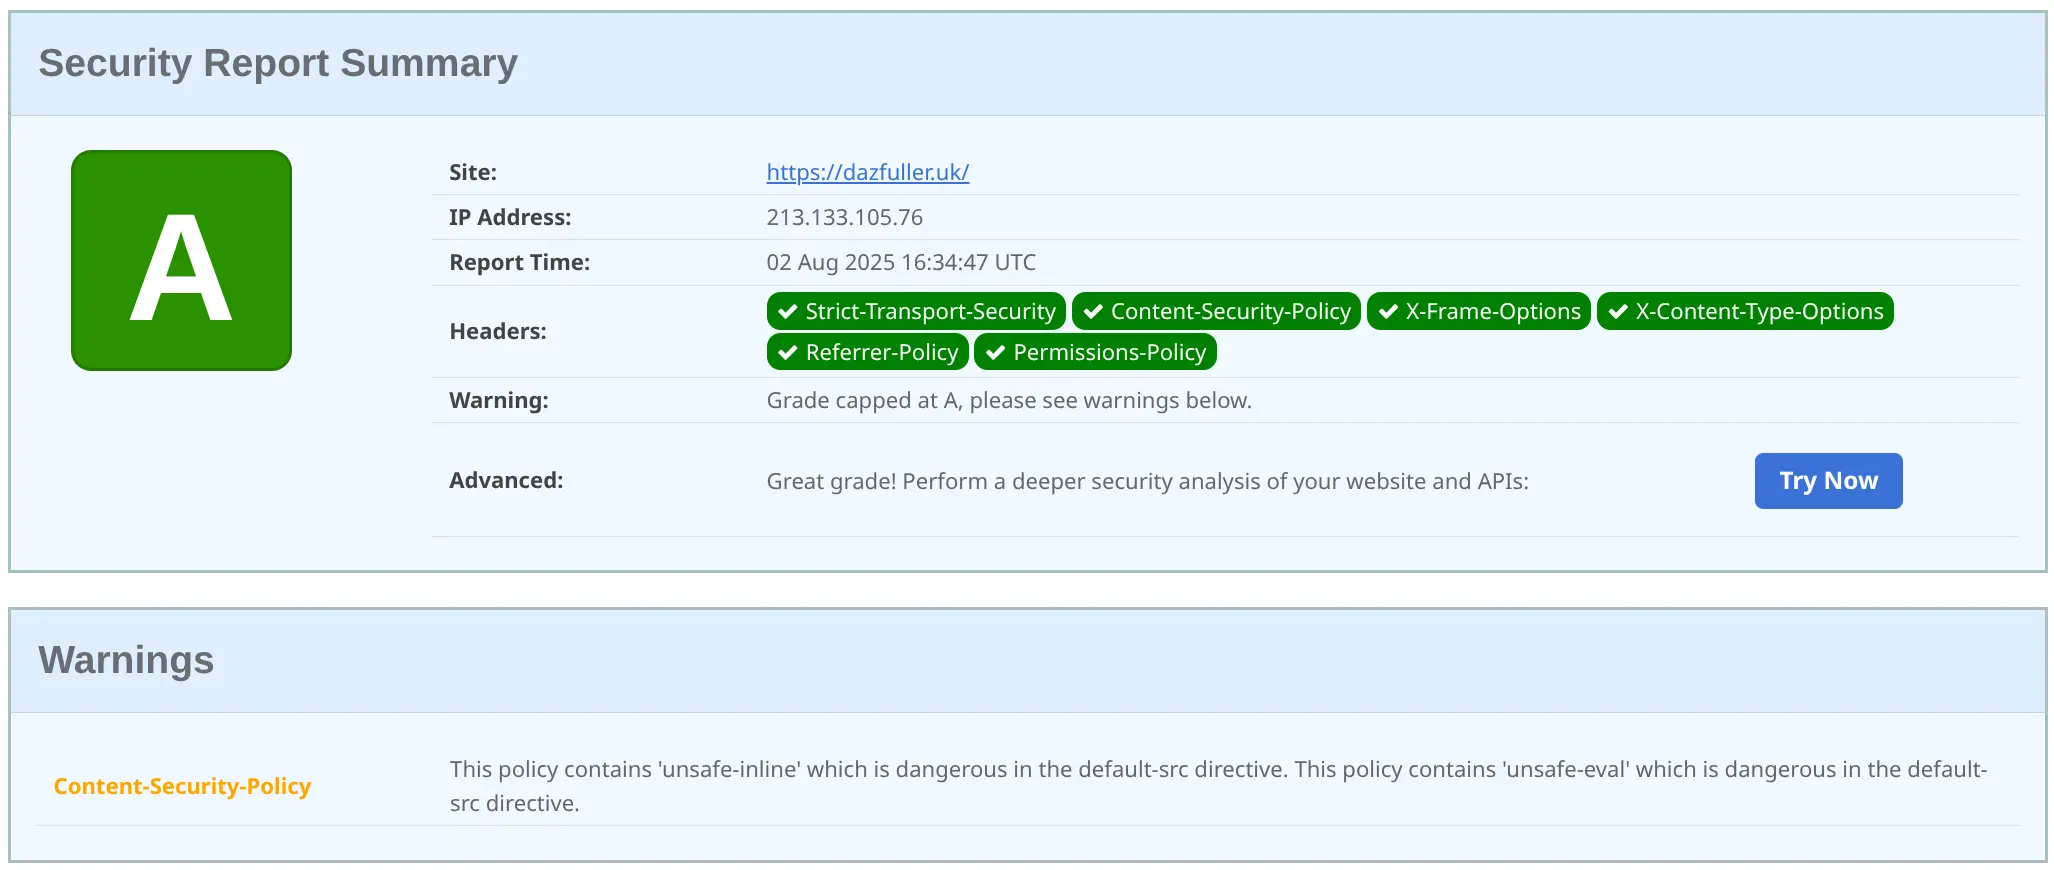 Security Report Summary
A
Site: https://dazfuller.uk/
IP Address: 213.133.105.76
Report Time: 02 Aug 2025 16:34:47 UTC
Headers: Strict-Transport-Security Content-Security-Policy X-Frame-Options X-Content-Type-Options
Referrer-Policy Permissions-Policy
Warning: Grade capped at A, please see warnings below.
Advanced: Great grade! Perform a deeper security analysis of your website and APIs: Try Now
Warnings
Content-Security-Policy This policy contains 'unsafe-inline' which is dangerous in the default-src directive. This policy contains 'unsafe-eval' which is dangerous in the default-
src directive.